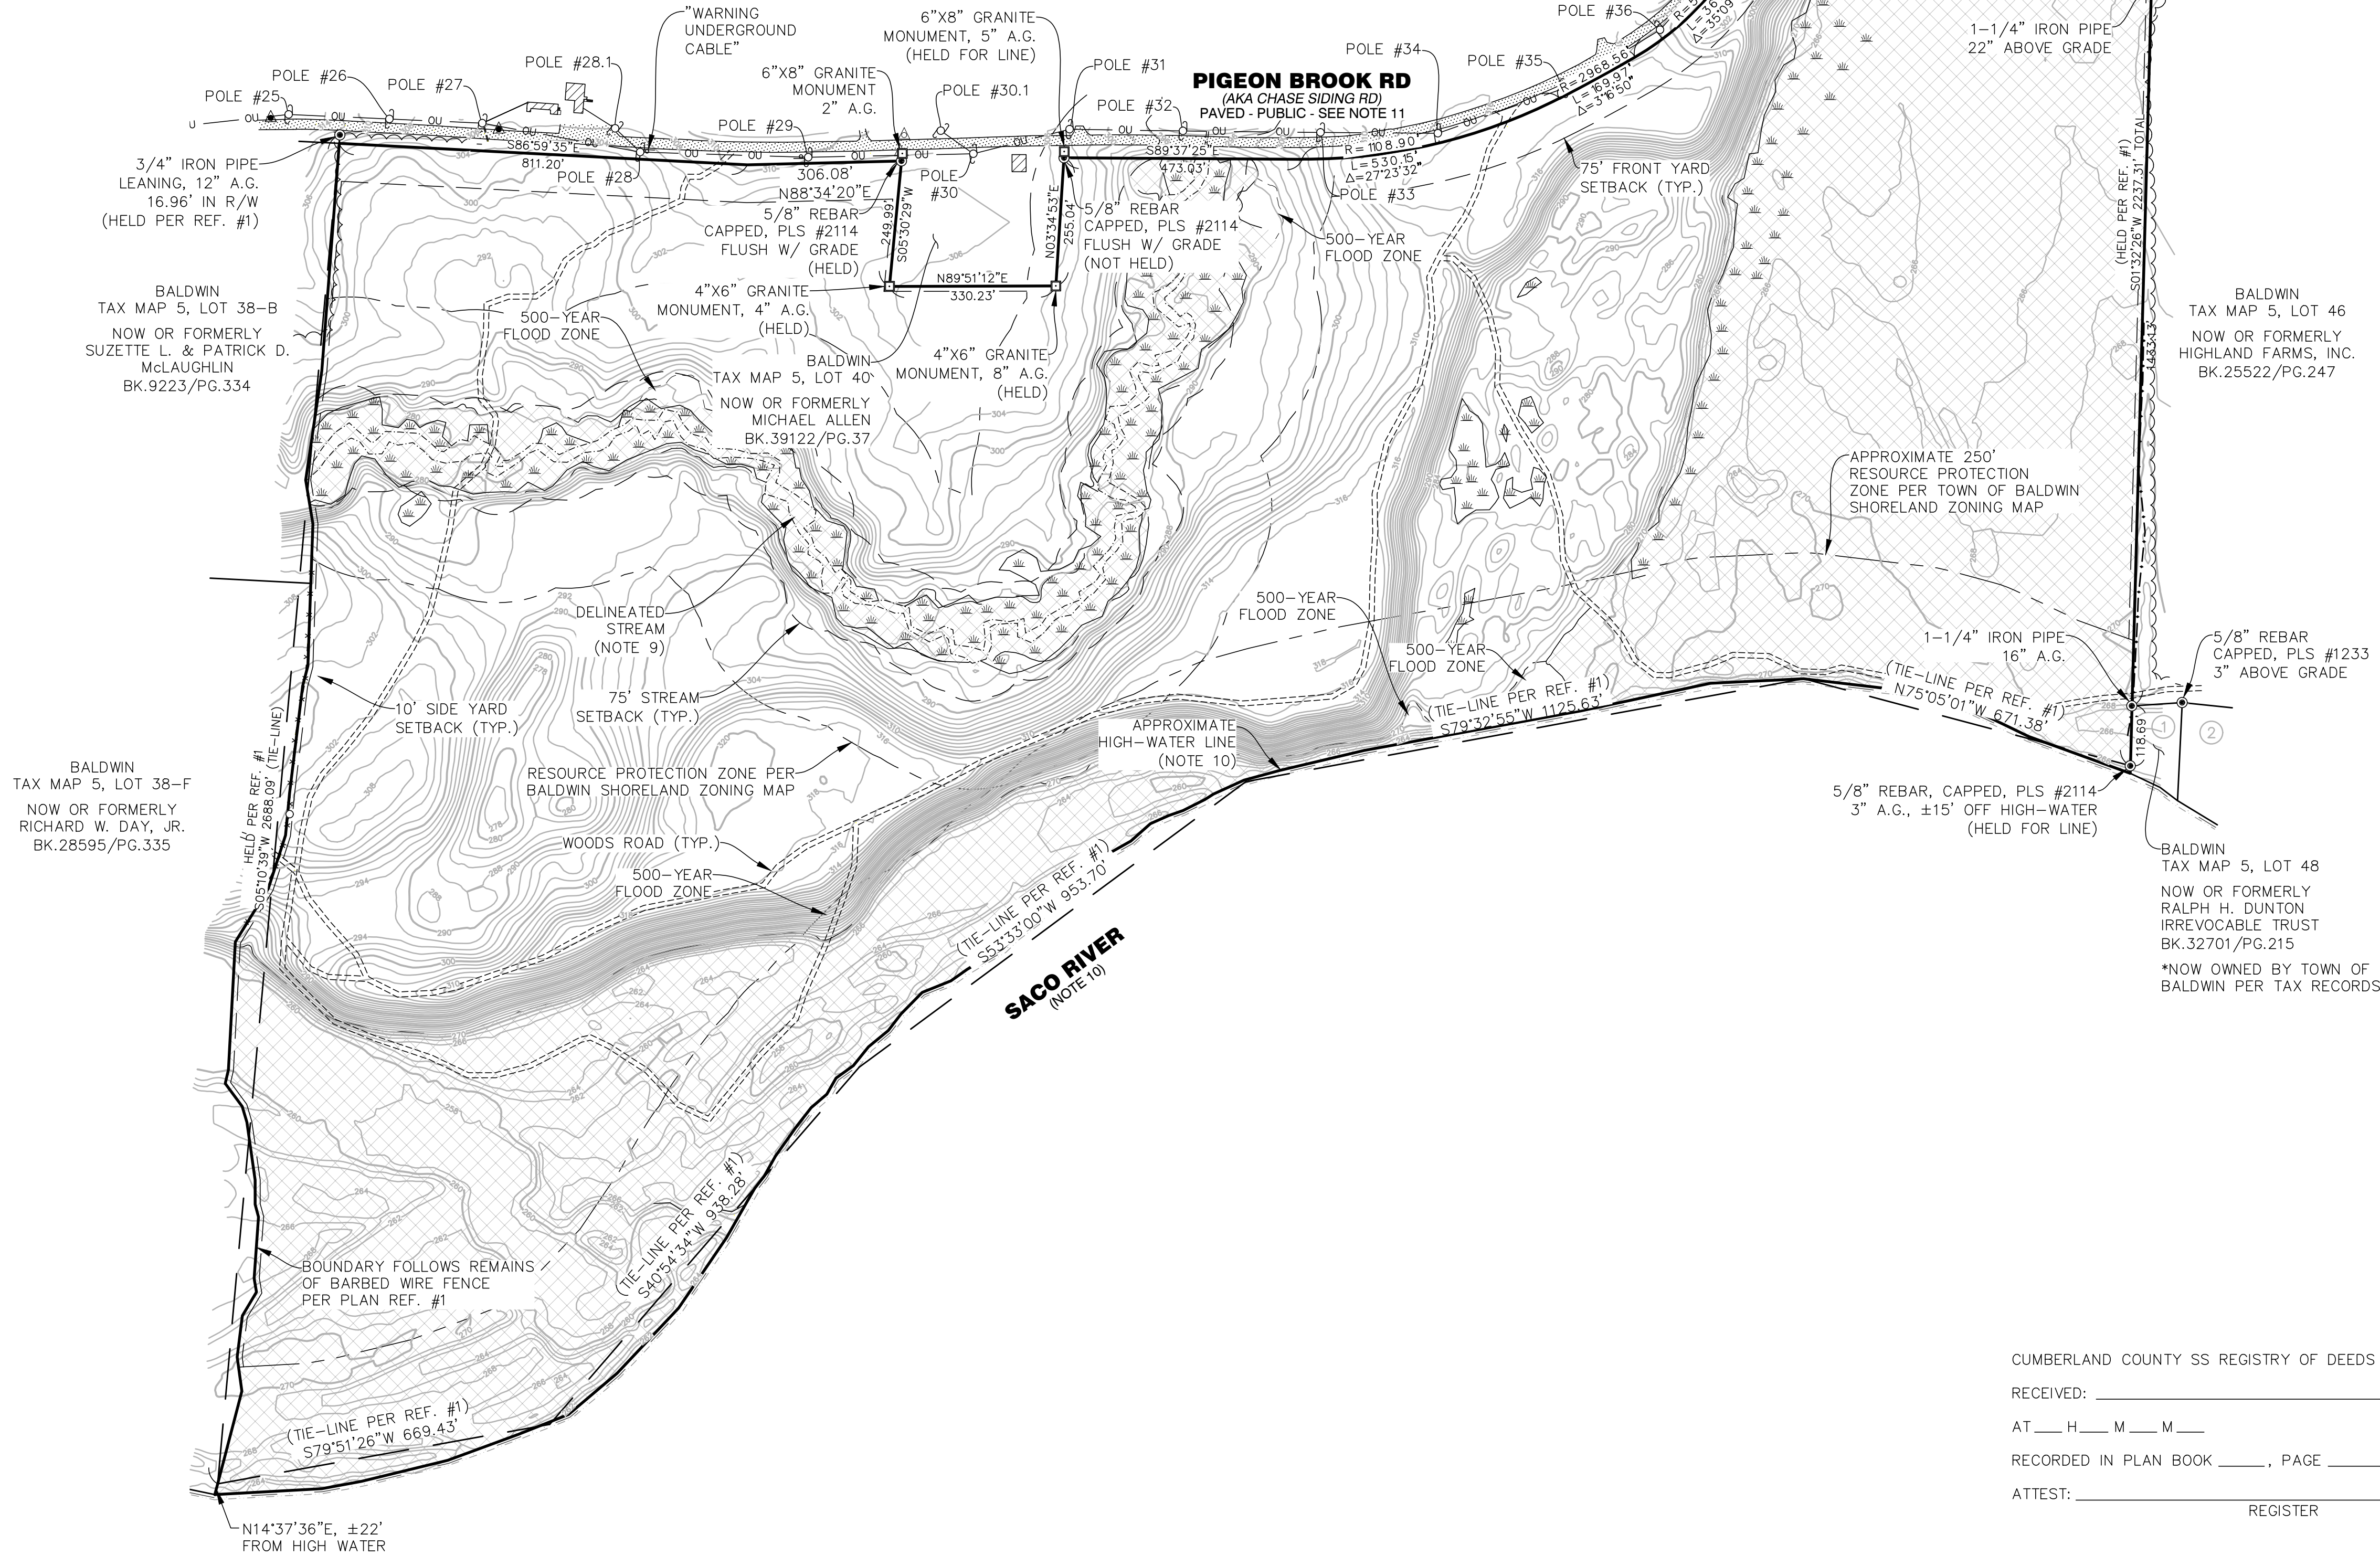 "WARNING
UNDERGROUND
CABLE"
6"X8" GRANITE
MONUMENT, 5" A.G.
(HELD FOR LINE)
POLE #36
1-1/4" IRON PIPE
22" ABOVE GRADE
POLE #25
POLE #26
POLE #27
POLE #28.1
6"X8" GRANITE
MONUMENT
2" A.G.
POLE #30.1
POLE #31
POLE #32
PIGEON BROOK RD
(AKA CHASE SIDING RD)
PAVED - PUBLIC - SEE NOTE 11
POLE #34
POLE #35
R=2968.56'
L=169.97'
Δ=3°16'50"
3/4" IRON PIPE
LEANING, 12" A.G.
16.96' IN R/W
(HELD PER REF. #1)
S86°59'35"E
811.20'
POLE #28
POLE #29
306.08'
N88°34'20"E
POLE
#30
S89°37'25"E
473.03'
R=1108.90'
L=530.15'
Δ=27°23'32"
POLE #33
75' FRONT YARD
SETBACK (TYP.)
5/8" REBAR
CAPPED, PLS #2114
FLUSH W/ GRADE
(HELD)
249.99'
S05°30'29"W
N03°34'53"E
255.04'
5/8" REBAR
CAPPED, PLS #2114
FLUSH W/ GRADE
(NOT HELD)
500-YEAR
FLOOD ZONE
N89°51'12"E
330.23'
4"X6" GRANITE
MONUMENT, 4" A.G.
(HELD)
4"X6" GRANITE
MONUMENT, 8" A.G.
(HELD)
500-YEAR
FLOOD ZONE
BALDWIN
TAX MAP 5, LOT 40
NOW OR FORMERLY
MICHAEL ALLEN
BK.39122/PG.37
BALDWIN
TAX MAP 5, LOT 38-B
NOW OR FORMERLY
SUZETTE L. & PATRICK D.
McLAUGHLIN
BK.9223/PG.334
(HELD PER REF. #1)
S01°32'26"W 2237.31' TOTAL
1433.13'
BALDWIN
TAX MAP 5, LOT 46
NOW OR FORMERLY
HIGHLAND FARMS, INC.
BK.25522/PG.247
APPROXIMATE 250'
RESOURCE PROTECTION
ZONE PER TOWN OF BALDWIN
SHORELAND ZONING MAP
DELINEATED
STREAM
(NOTE 9)
500-YEAR
FLOOD ZONE
500-YEAR
FLOOD ZONE
75' STREAM
SETBACK (TYP.)
10' SIDE YARD
SETBACK (TYP.)
1-1/4" IRON PIPE
16" A.G.
5/8" REBAR
CAPPED, PLS #1233
3" ABOVE GRADE
(TIE-LINE PER REF. #1)
N75°05'01"W 671.38'
(TIE-LINE PER REF. #1)
S79°32'55"W 1125.63'
118.69'
1
2
APPROXIMATE
HIGH-WATER LINE
(NOTE 10)
RESOURCE PROTECTION ZONE PER
BALDWIN SHORELAND ZONING MAP
BALDWIN
TAX MAP 5, LOT 38-F
NOW OR FORMERLY
RICHARD W. DAY, JR.
BK.28595/PG.335
HELD PER REF. #1
S05°10'39"W 2688.09' (TIE-LINE)
5/8" REBAR, CAPPED, PLS #2114
3" A.G., ±15' OFF HIGH-WATER
(HELD FOR LINE)
WOODS ROAD (TYP.)
500-YEAR
FLOOD ZONE
(TIE-LINE PER REF. #1)
S53°33'00"W 953.70'
SACO RIVER
(NOTE 10)
BALDWIN
TAX MAP 5, LOT 48
NOW OR FORMERLY
RALPH H. DUNTON
IRREVOCABLE TRUST
BK.32701/PG.215
*NOW OWNED BY TOWN OF
BALDWIN PER TAX RECORDS
(TIE-LINE PER REF. #1)
S40°54'34"W 938.28'
BOUNDARY FOLLOWS REMAINS
OF BARBED WIRE FENCE
PER PLAN REF. #1
(TIE-LINE PER REF. #1)
S79°51'26"W 669.43'
N14°37'36"E, ±22'
FROM HIGH WATER
CUMBERLAND COUNTY SS REGISTRY OF DEEDS
RECEIVED:
AT ___ H ___ M ___ M ___
RECORDED IN PLAN BOOK _____, PAGE _____
ATTEST:
REGISTER